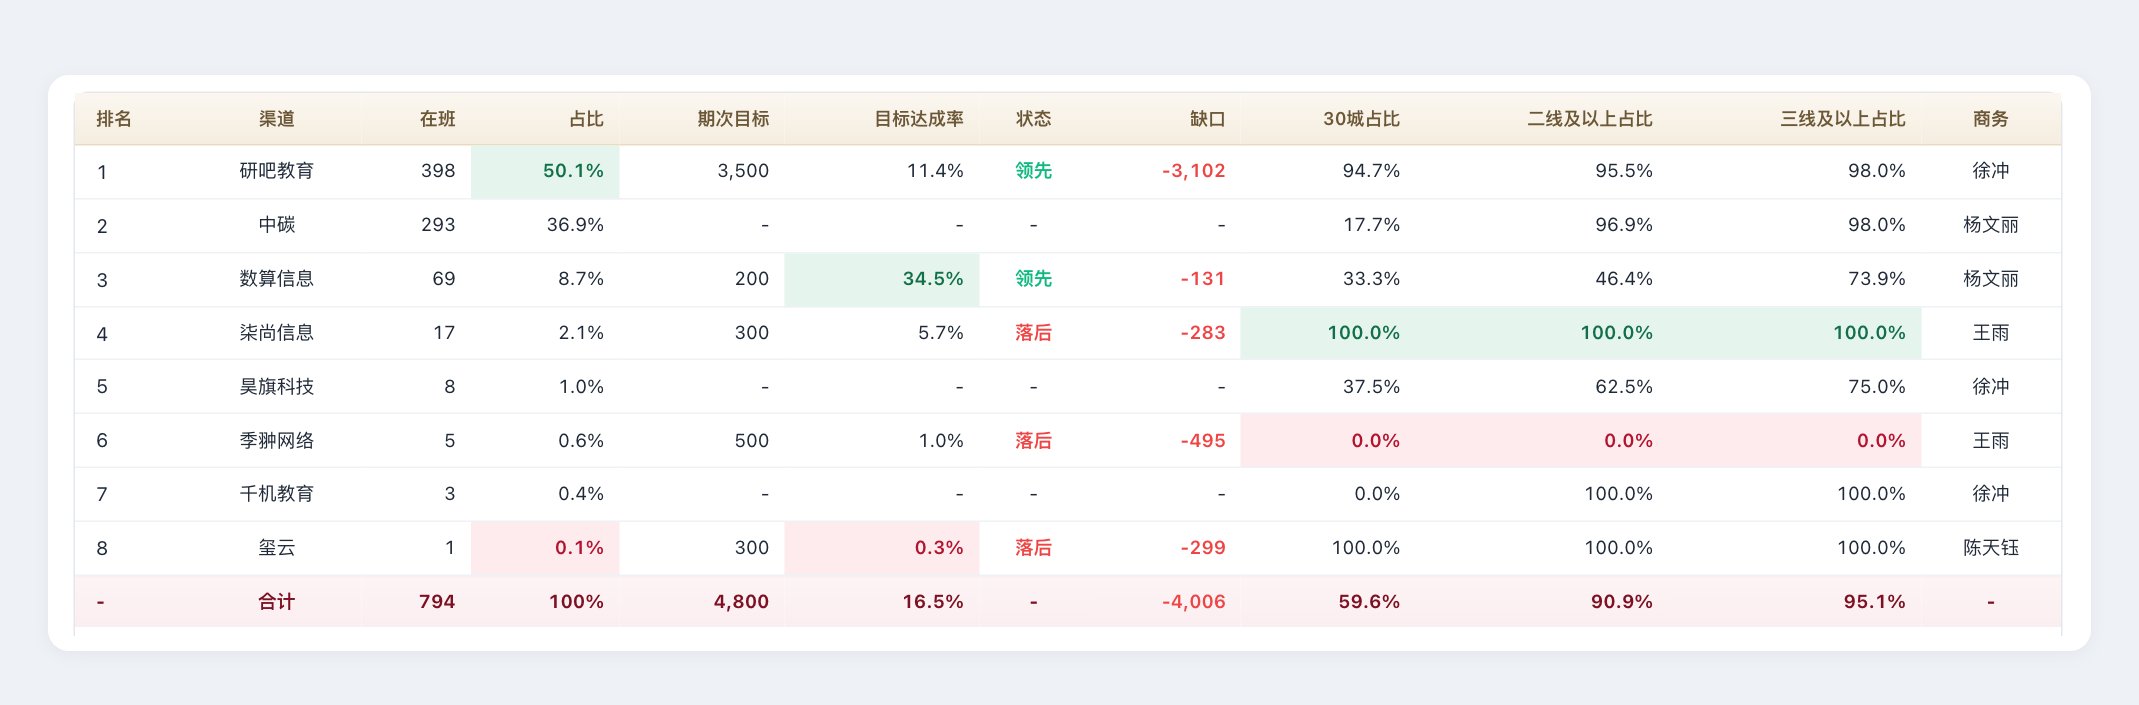 排名 渠道 在班 占比 期次目标 目标达成率 状态 缺口 30城占比 二线及以上占比 三线及以上占比 商务
1 研吧教育 398 50.1% 3,500 11.4% 领先 -3,102 94.7% 95.5% 98.0% 徐冲
2 中碳 293 36.9% - - - - 17.7% 96.9% 98.0% 杨文丽
3 数算信息 69 8.7% 200 34.5% 领先 -131 33.3% 46.4% 73.9% 杨文丽
4 柒尚信息 17 2.1% 300 5.7% 落后 -283 100.0% 100.0% 100.0% 王雨
5 昊旗科技 8 1.0% - - - - 37.5% 62.5% 75.0% 徐冲
6 季翀网络 5 0.6% 500 1.0% 落后 -495 0.0% 0.0% 0.0% 王雨
7 千机教育 3 0.4% - - - - 0.0% 100.0% 100.0% 徐冲
8 玺云 1 0.1% 300 0.3% 落后 -299 100.0% 100.0% 100.0% 陈天钰
- 合计 794 100% 4,800 16.5% - -4,006 59.6% 90.9% 95.1% -